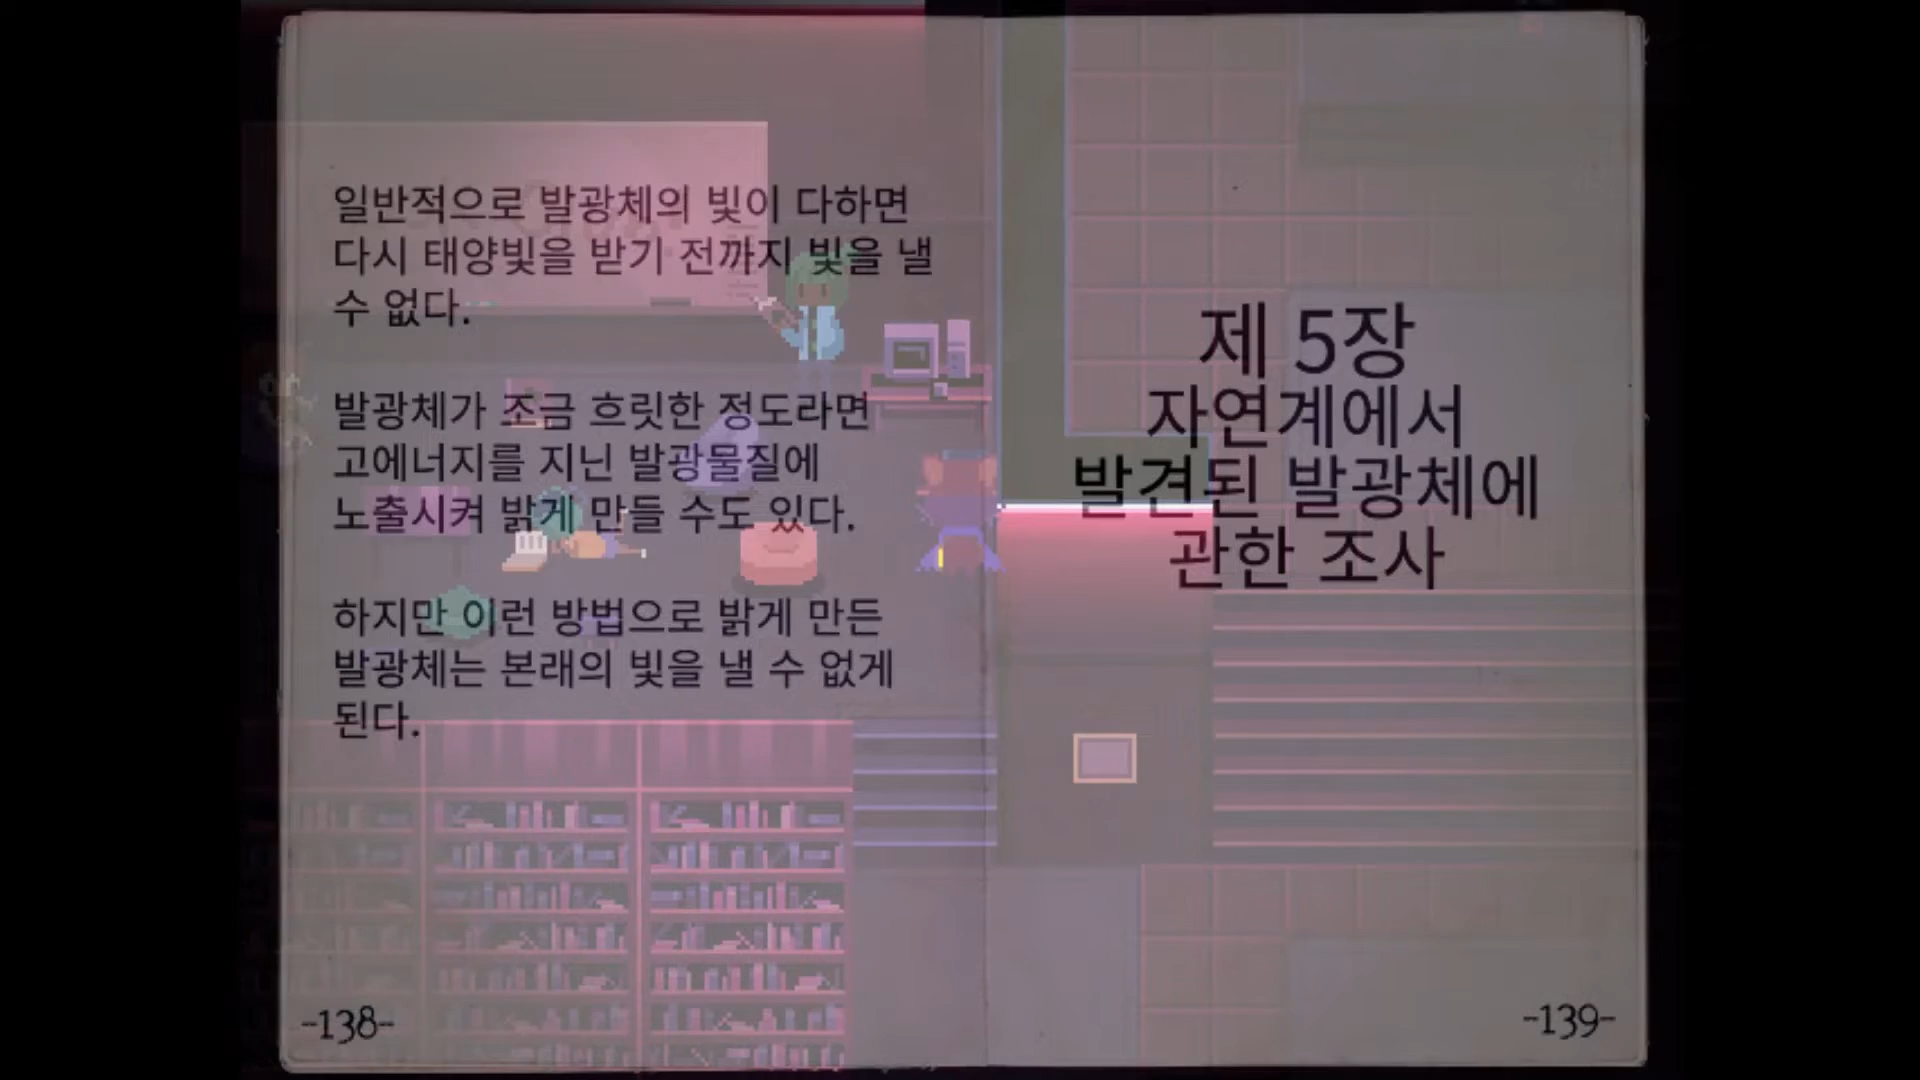 일반적으로 발광체의 빛이 다하면
다시 태양빛을 받기 전까지 빛을 낼
수 없다.
발광체가 조금 흐릿한 정도라면
고에너지를 지닌 발광물질에
노출시켜 밝게 만들 수도 있다.
하지만 이런 방법으로 밝게 만든
발광체는 본래의 빛을 낼 수 없게
된다.
-138-
제 5장
자연계에서
발견된 발광체에
관한 조사
-139-